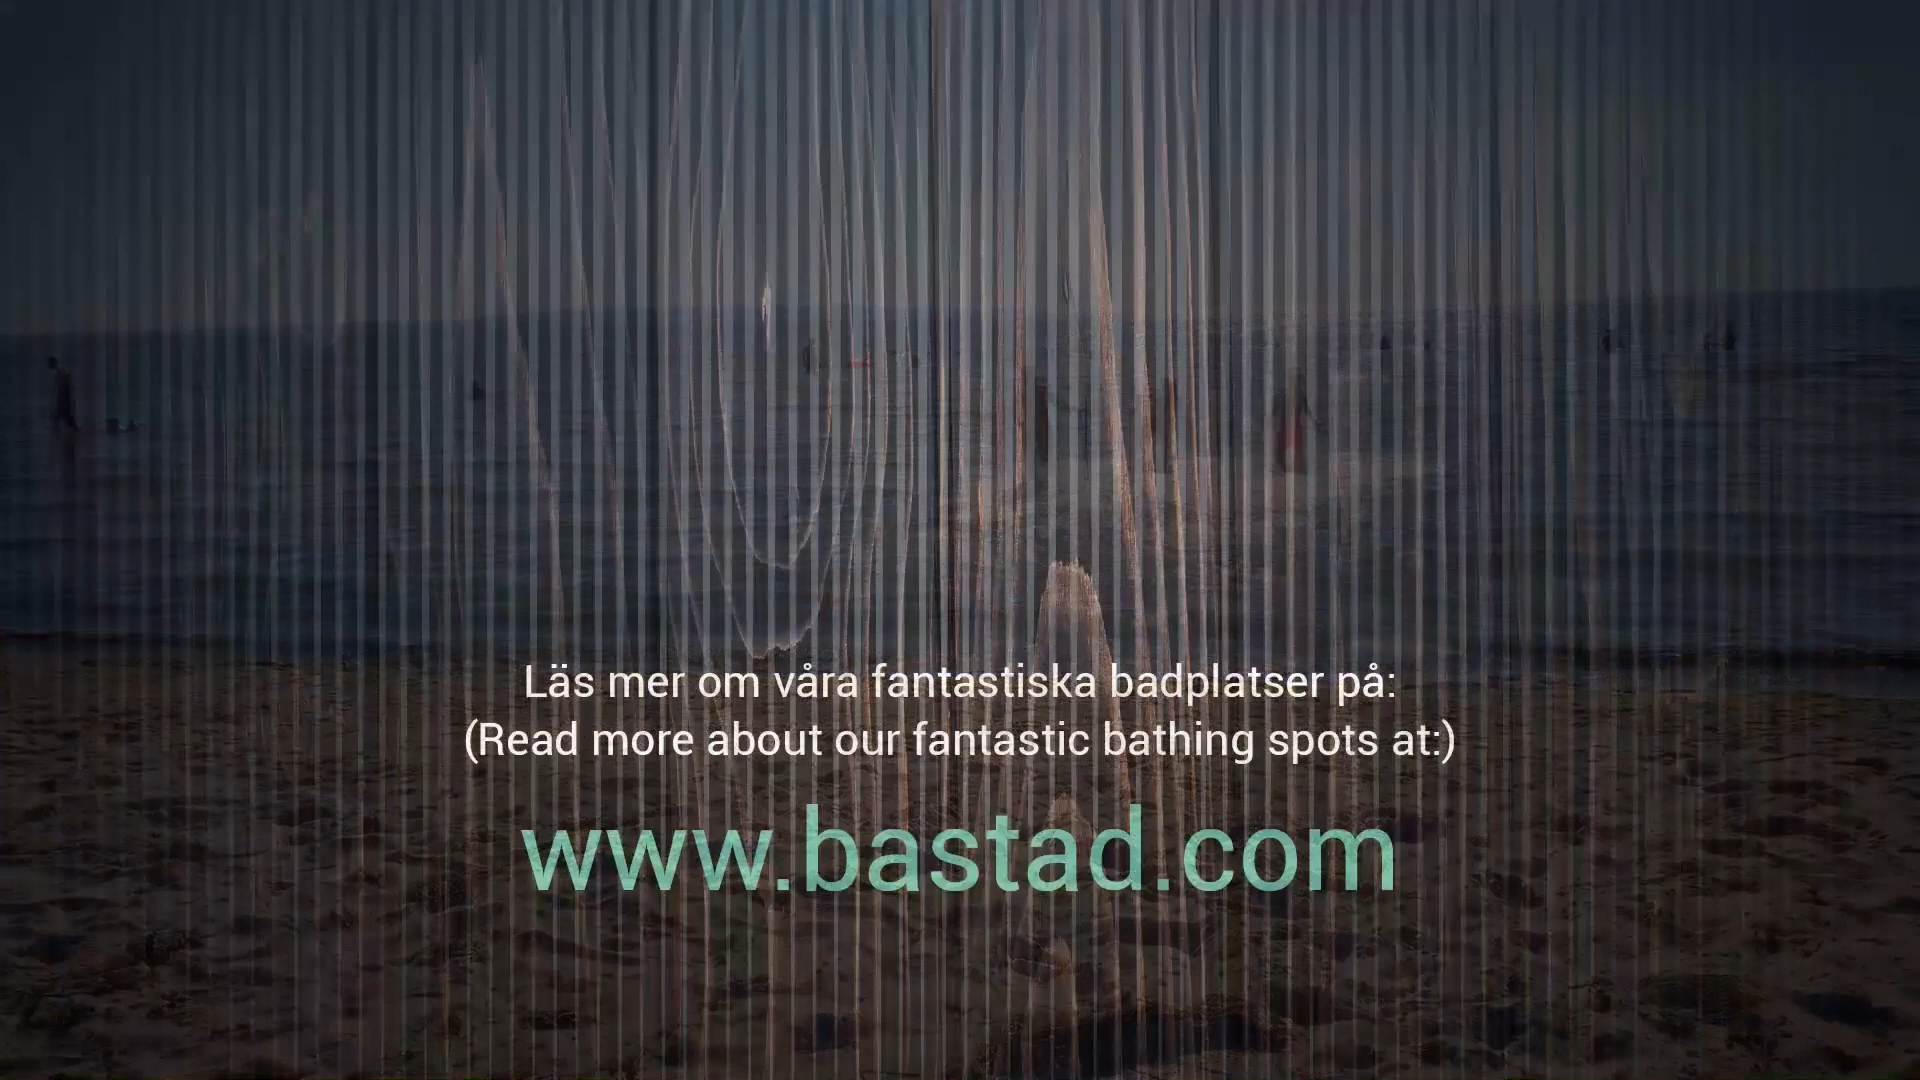 Läs mer om våra fantastiska badplatser på:
(Read more about our fantastic bathing spots at:)
www.bastad.com